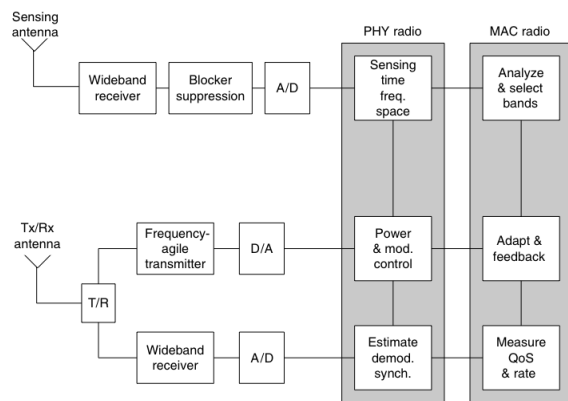 Sensing
antenna
PHY radio
MAC radio
Wideband
receiver
Blocker
suppression
A/D
Sensing
time
freq.
space
Analyze
& select
bands
Tx/Rx
antenna
Frequency-
agile
transmitter
D/A
Power
& mod.
control
Adapt &
feedback
T/R
Wideband
receiver
A/D
Estimate
demod.
synch.
Measure
QoS
& rate